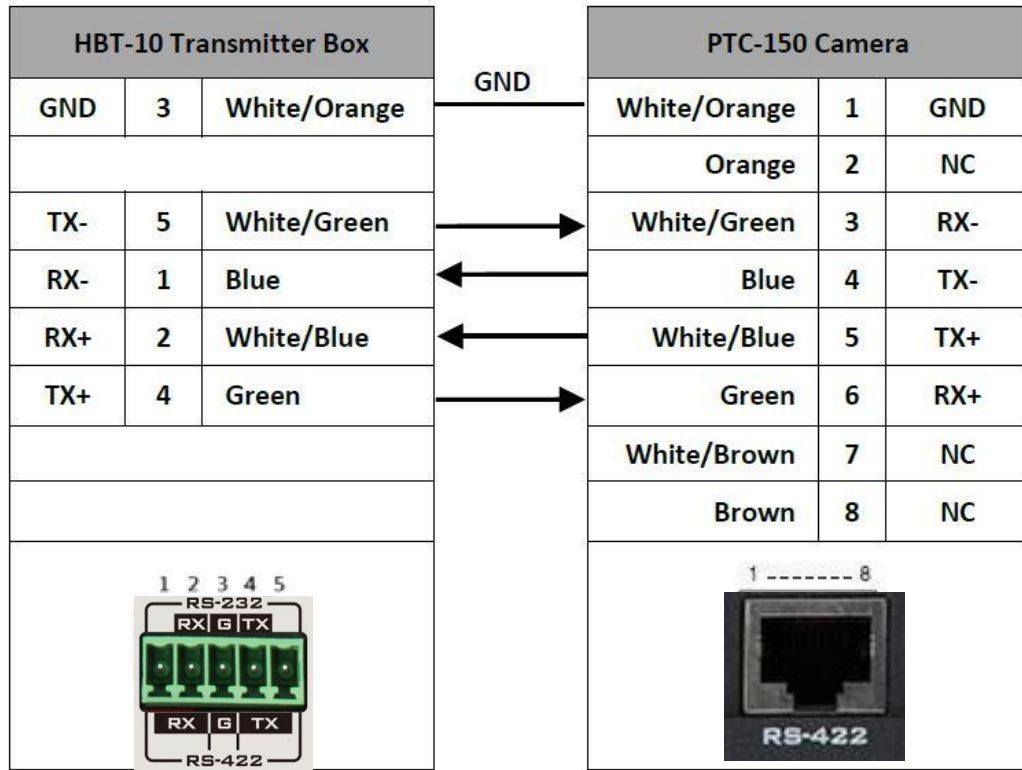 HBT-10 Transmitter Box
GND 3 White/Orange
TX- 5 White/Green
RX- 1 Blue
RX+ 2 White/Blue
TX+ 4 Green
1 2 3 4 5
RS-232
RX G TX
RX G TX
RS-422
GND
PTC-150 Camera
White/Orange 1 GND
Orange 2 NC
White/Green 3 RX-
Blue 4 TX-
White/Blue 5 TX+
Green 6 RX+
White/Brown 7 NC
Brown 8 NC
1 ------- 8
RS-422